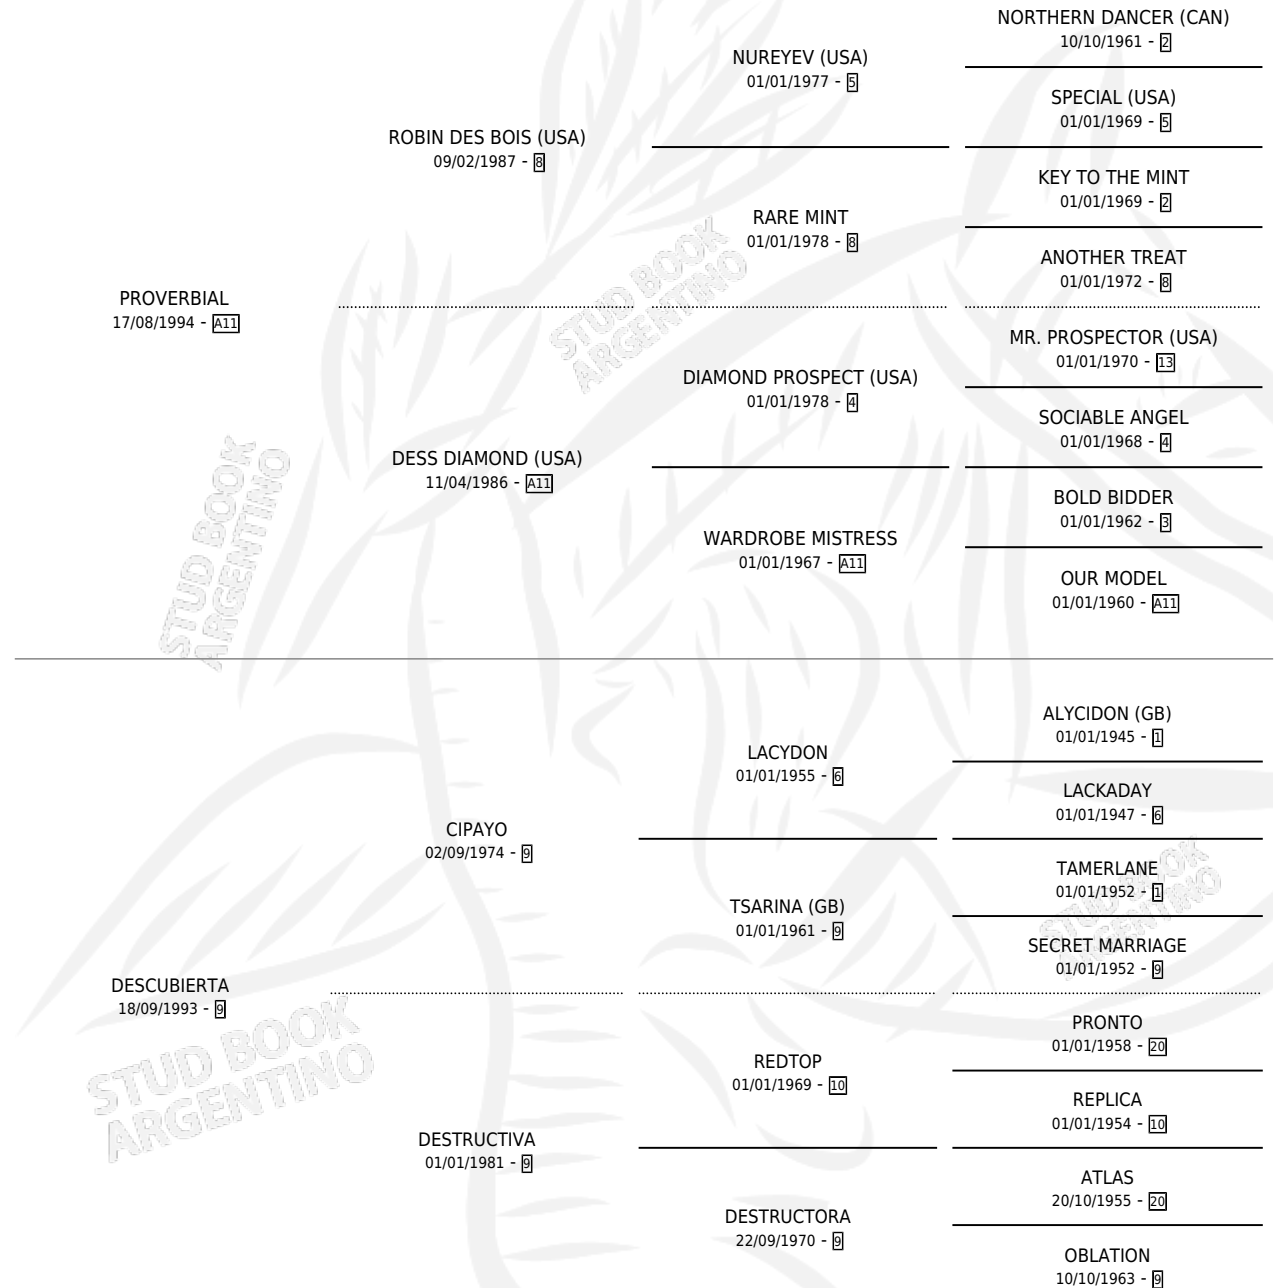 NORTHERN DANCER (CAN)
10/10/1961 - 2
NUREYEV (USA)
01/01/1977 - 5
SPECIAL (USA)
01/01/1969 - 5
ROBIN DES BOIS (USA)
09/02/1987 - 8
KEY TO THE MINT
01/01/1969 - 2
RARE MINT
01/01/1978 - 8
ANOTHER TREAT
01/01/1972 - 8
PROVERBIAL
17/08/1994 - A11
MR. PROSPECTOR (USA)
01/01/1970 - 13
DIAMOND PROSPECT (USA)
01/01/1978 - 4
SOCIABLE ANGEL
01/01/1968 - 4
DESS DIAMOND (USA)
11/04/1986 - A11
BOLD BIDDER
01/01/1962 - 3
WARDROBE MISTRESS
01/01/1967 - A11
OUR MODEL
01/01/1960 - A11
ALYCIDON (GB)
01/01/1945 - 1
LACYDON
01/01/1955 - 6
LACKADAY
01/01/1947 - 6
CIPAYO
02/09/1974 - 9
TAMERLANE
01/01/1952 - 1
TSARINA (GB)
01/01/1961 - 9
SECRET MARRIAGE
01/01/1952 - 9
DESCUBIERTA
18/09/1993 - 9
PRONTO
01/01/1958 - 20
REDTOP
01/01/1969 - 10
REPLICA
01/01/1954 - 10
DESTRUCTIVA
01/01/1981 - 9
ATLAS
20/10/1955 - 20
DESTRUCTORA
22/09/1970 - 9
OBLATION
10/10/1963 - 9
STUD BOOK
ARGENTINO
STUD BOOK
ARGENTINO
STUD BOOK
ARGENTINO
STUD BOOK
ARGENTINO